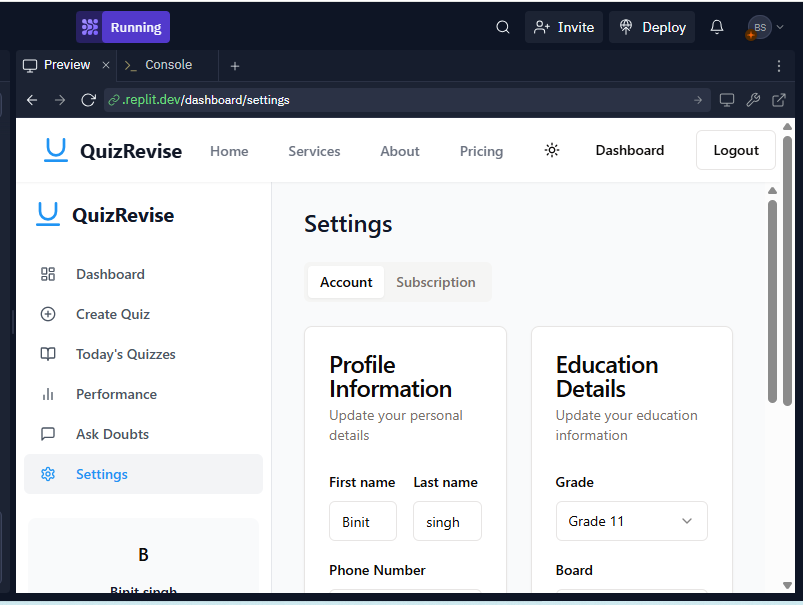 Running
Invite
Deploy
BS
Preview
Console
.replit.dev/dashboard/settings
QuizRevise
Home
Services
About
Pricing
Dashboard
Logout
QuizRevise
Dashboard
Create Quiz
Today's Quizzes
Performance
Ask Doubts
Settings
B
Binit singh
Settings
Account
Subscription
Profile
Information
Update your personal
details
First name
Last name
Binit
singh
Phone Number
Education
Details
Update your education
information
Grade
Grade 11
Board